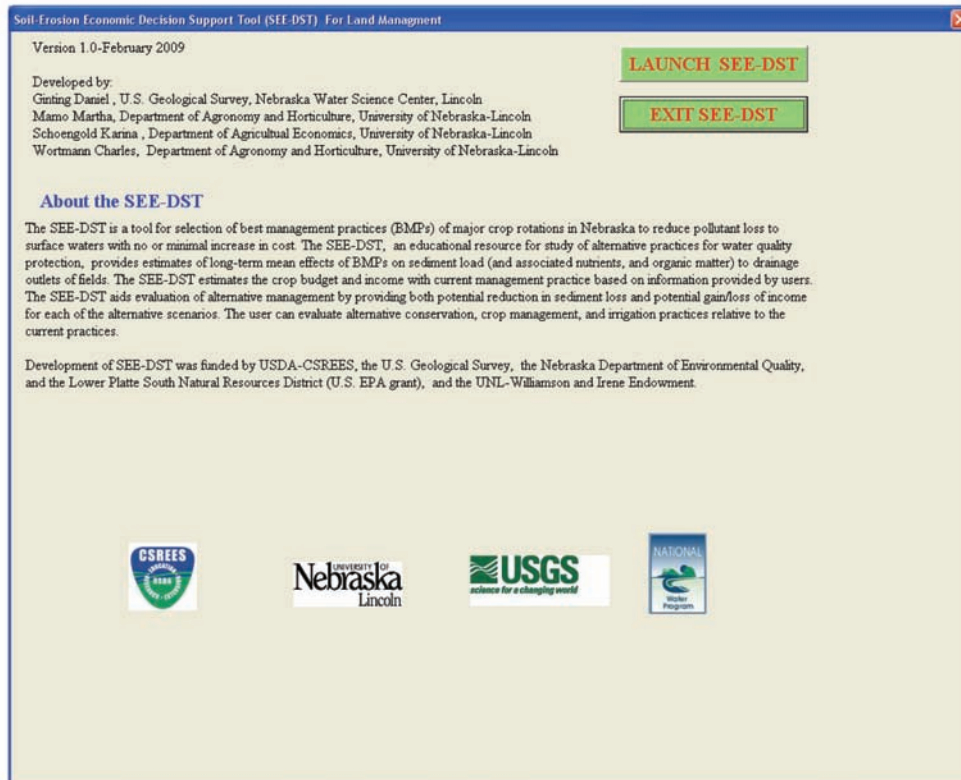 Soil-Erosion Economic Decision Support Tool (SEE-DST) For Land Managment
Version 1.0-February 2009
LAUNCH SEE-DST
EXIT SEE-DST
Developed by:
Ginting Daniel , U.S. Geological Survey, Nebraska Water Science Center, Lincoln
Mamo Martha, Department of Agronomy and Horticulture, University of Nebraska-Lincoln
Schoengold Karina , Department of Agricultual Economics, University of Nebraska-Lincoln
Wortmann Charles, Department of Agronomy and Horticulture, University of Nebraska-Lincoln
About the SEE-DST
The SEE-DST is a tool for selection of best management practices (BMPs) of major crop rotations in Nebraska to reduce pollutant loss to
surface waters with no or minimal increase in cost. The SEE-DST, an educational resource for study of alternative practices for water quality
protection, provides estimates of long-term mean effects of BMPs on sediment load (and associated nutrients, and organic matter) to drainage
outlets of fields. The SEE-DST estimates the crop budget and income with current management practice based on information provided by users.
The SEE-DST aids evaluation of alternative management by providing both potential reduction in sediment loss and potential gain/loss of income
for each of the alternative scenarios. The user can evaluate alternative conservation, crop management, and irrigation practices relative to the
current practices.
Development of SEE-DST was funded by USDA-CSREES, the U.S. Geological Survey, the Nebraska Department of Environmental Quality,
and the Lower Platte South Natural Resources District (U.S. EPA grant), and the UNL-Williamson and Irene Endowment.
CSREES
EDUCATION
USDA
RESEARCH EXTENSION
UNIVERSITY OF
Nebraska
Lincoln
USGS
science for a changing world
NATIONAL
Water
Program